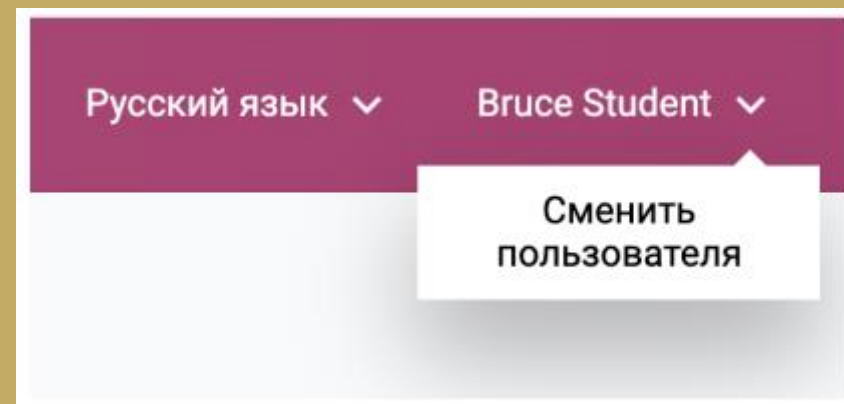 Русский язык
Bruce Student
Сменить
пользователя